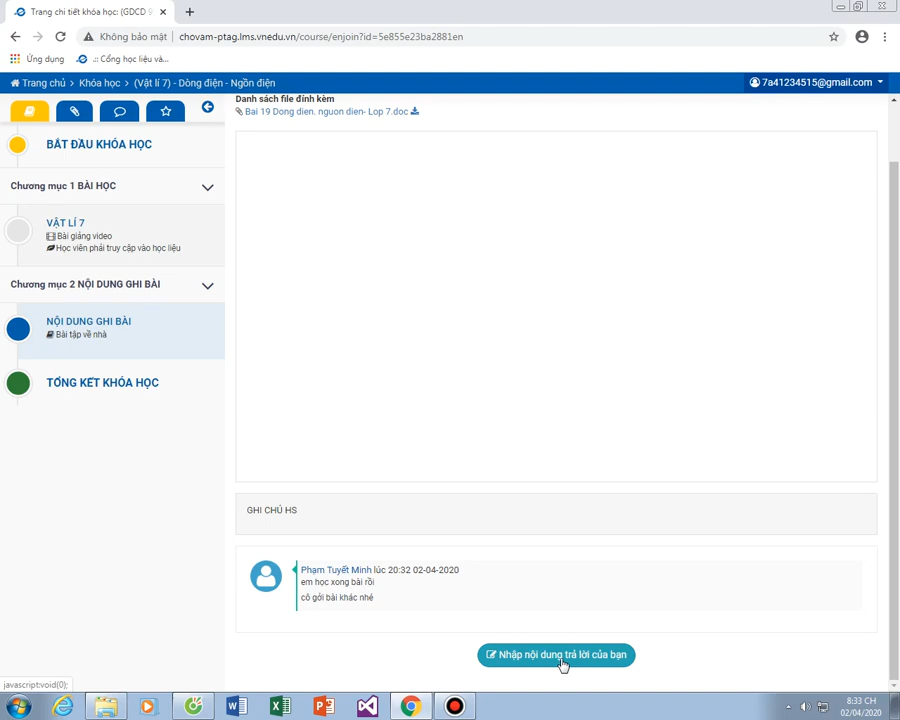 Trang chi tiết khóa học: (GDCD 9
Không bảo mật | chovam-ptag.lms.vnedu.vn/course/enjoin?id=5e855e23ba2881ech
Ứng dụng .:: Cổng học liệu và...
Trang chủ > Khóa học > (Vật lí 7) - Dòng điện - Ngồn điện
7a41234515@gmail.com
Danh sách file đính kèm
Bai 19 Dong dien. nguon dien- Lop 7.doc
BẮT ĐẦU KHÓA HỌC
Chương mục 1 BÀI HỌC
VẬT LÍ 7
Bài giảng video
Học viên phải truy cập vào học liệu
Chương mục 2 NỘI DUNG GHI BÀI
NỘI DUNG GHI BÀI
Bài tập về nhà
TỔNG KẾT KHÓA HỌC
GHI CHÚ HS
Phạm Tuyết Minh lúc 20:32 02-04-2020
em học xong bài rồi
cô gởi bài khác nhé
Nhập nội dung trả lời của bạn
javascript:void(0);
8:33 CH
02/04/2020